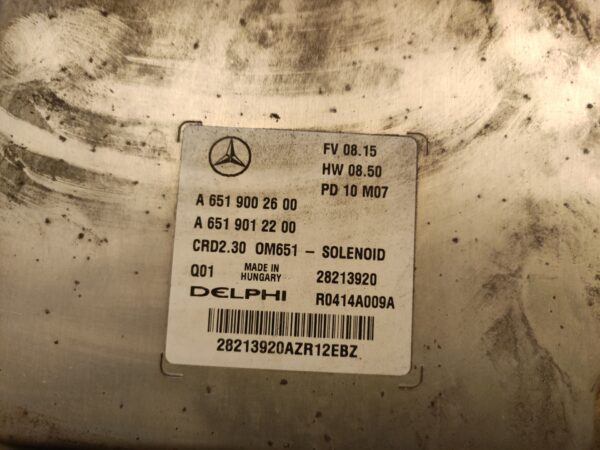 FV 08.15
HW 08.50
PD 10 M07
A 651 900 26 00
A 651 901 22 00
CRD2.30 OM651 - SOLENOID
Q01 MADE IN HUNGARY 28213920
DELPHI R0414A009A
28213920AZR12EBZ